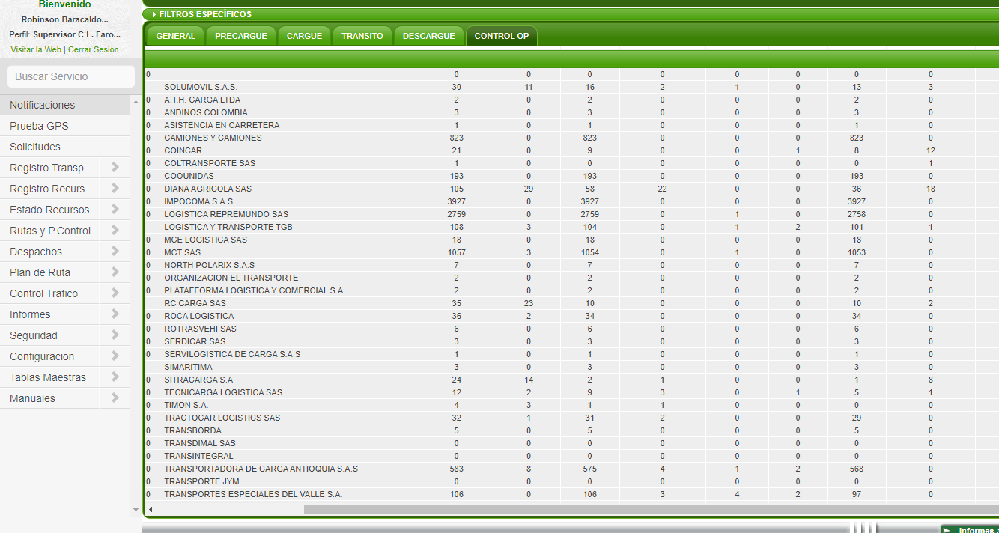 Bienvenido
Robinson Baracaldo...
Perfil: Supervisor C L. Faro...
Visitar la Web | Cerrar Sesión
Buscar Servicio
Notificaciones
Prueba GPS
Solicitudes
Registro Transp...
Registro Recurs...
Estado Recursos
Rutas y P.Control
Despachos
Plan de Ruta
Control Trafico
Informes
Seguridad
Configuracion
Tablas Maestras
Manuales
FILTROS ESPECÍFICOS
GENERAL PRECARGUE CARGUE TRANSITO DESCARGUE CONTROL OP
0 0 0 0 0 0 0 0 0
SOLUMOVIL S.A.S. 30 11 16 2 1 0 13 3
0 A.T.H. CARGA LTDA 2 0 2 0 0 0 2 0
0 ANDINOS COLOMBIA 3 0 3 0 0 0 3 0
0 ASISTENCIA EN CARRETERA 1 0 1 0 0 0 1 0
0 CAMIONES Y CAMIONES 823 0 823 0 0 0 823 0
0 COINCAR 21 0 9 0 0 1 8 12
0 COLTRANSPORTE SAS 1 0 0 0 0 0 0 1
0 COOUNIDAS 193 0 193 0 0 0 193 0
0 DIANA AGRICOLA SAS 105 29 58 22 0 0 36 18
0 IMPOCOMA S.A.S. 3927 0 3927 0 0 0 3927 0
0 LOGISTICA REPREMUNDO SAS 2759 0 2759 0 1 0 2758 0
LOGISTICA Y TRANSPORTE TGB 108 3 104 0 1 2 101 1
0 MCE LOGISTICA SAS 18 0 18 0 0 0 18 0
0 MCT SAS 1057 3 1054 0 1 0 1053 0
0 NORTH POLARIX S.A.S 7 0 7 0 0 0 7 0
0 ORGANIZACION EL TRANSPORTE 2 0 2 0 0 0 2 0
0 PLATAFFORMA LOGISTICA Y COMERCIAL S.A. 2 0 2 0 0 0 2 0
RC CARGA SAS 35 23 10 0 0 0 10 2
0 ROCA LOGISTICA 36 2 34 0 0 0 34 0
0 ROTRASVEHI SAS 6 0 6 0 0 0 6 0
0 SERDICAR SAS 3 0 3 0 0 0 3 0
0 SERVILOGISTICA DE CARGA S.A.S 1 0 1 0 0 0 1 0
SIMARITIMA 3 0 3 0 0 0 3 0
0 SITRACARGA S.A 24 14 2 1 0 0 1 8
0 TECNICARGA LOGISTICA SAS 12 2 9 3 0 1 5 1
0 TIMON S.A. 4 3 1 1 0 0 0 0
0 TRACTOCAR LOGISTICS SAS 32 1 31 2 0 0 29 0
0 TRANSBORDA 5 0 5 0 0 0 5 0
0 TRANSDIMAL SAS 0 0 0 0 0 0 0 0
0 TRANSINTEGRAL 0 0 0 0 0 0 0 0
0 TRANSPORTADORA DE CARGA ANTIOQUIA S.A.S 583 8 575 4 1 2 568 0
0 TRANSPORTE JYM 0 0 0 0 0 0 0 0
0 TRANSPORTES ESPECIALES DEL VALLE S.A. 106 0 106 3 4 2 97 0
Informes >